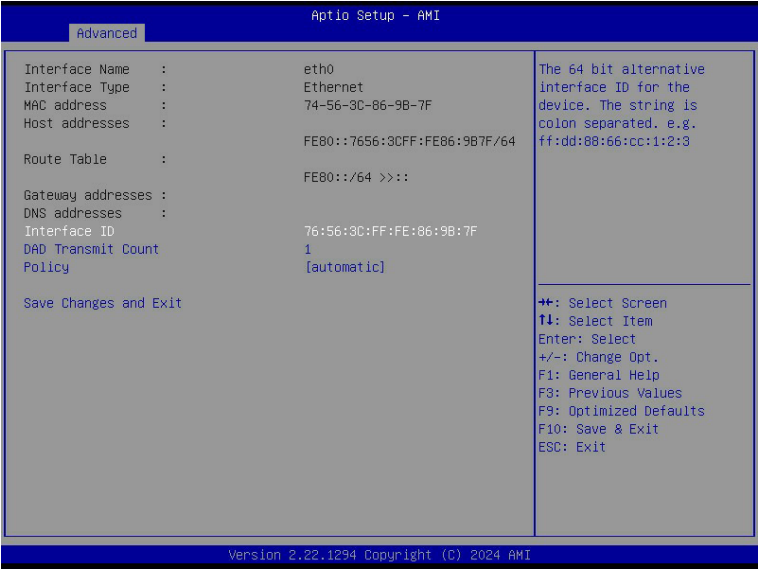 Aptio Setup - AMI
Advanced
Interface Name : eth0
Interface Type : Ethernet
MAC address : 74-56-3C-86-9B-7F
Host addresses :
FE80::7656:3CFF:FE86:9B7F/64
Route Table :
FE80::/64 >>::
Gateway addresses :
DNS addresses :
Interface ID 76:56:3C:FF:FE:86:9B:7F
DAD Transmit Count 1
Policy [automatic]
Save Changes and Exit
The 64 bit alternative
interface ID for the
device. The string is
colon separated. e.g.
ff:dd:88:66:cc:1:2:3
→←: Select Screen
↑↓: Select Item
Enter: Select
+/-: Change Opt.
F1: General Help
F3: Previous Values
F9: Optimized Defaults
F10: Save & Exit
ESC: Exit
Version 2.22.1294 Copyright (C) 2024 AMI